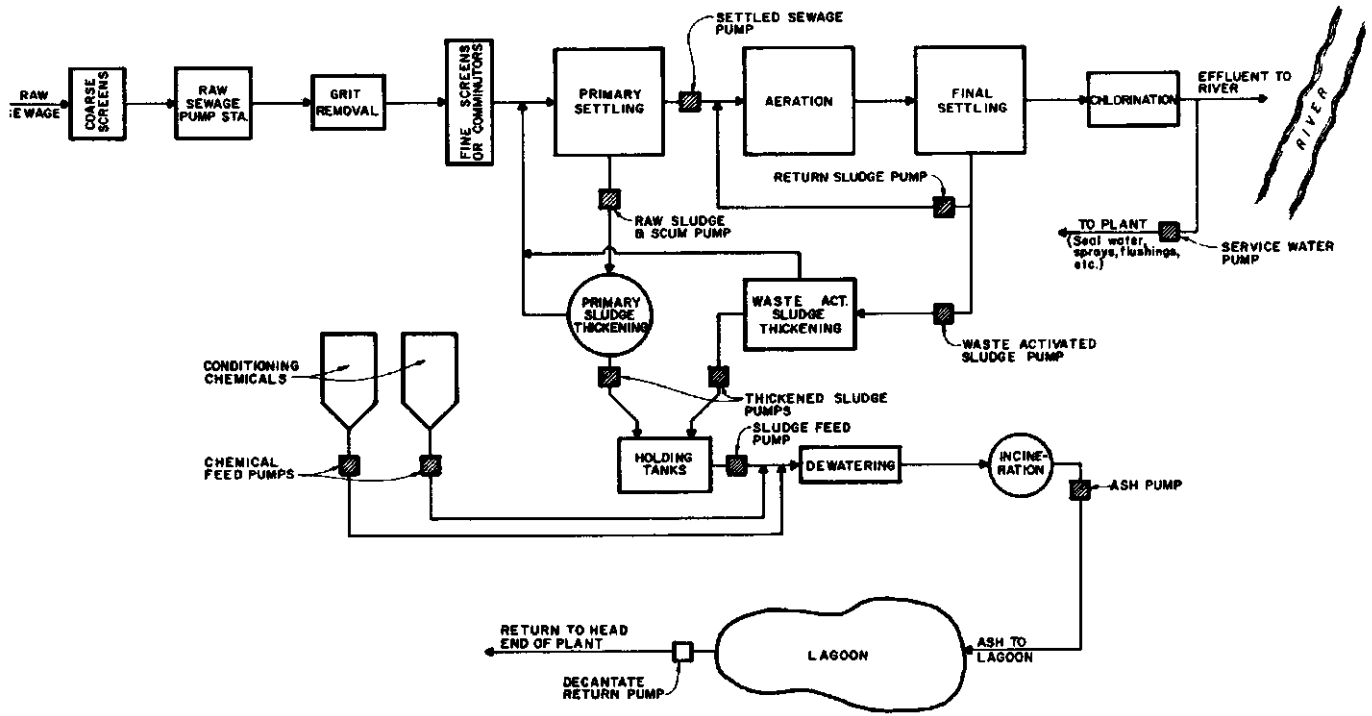 SETTLED SEWAGE
PUMP
RAW
SEWAGE
COARSE
SCREENS
RAW
SEWAGE
PUMP STA.
GRIT
REMOVAL
FINE SCREENS
OR COMMINUTORS
PRIMARY
SETTLING
AERATION
FINAL
SETTLING
CHLORINATION
EFFLUENT TO
RIVER
RIVER
RETURN SLUDGE PUMP
RAW SLUDGE
& SCUM PUMP
TO PLANT
(Seal water,
sprays, flushings,
etc.)
SERVICE WATER
PUMP
PRIMARY
SLUDGE
THICKENING
WASTE ACT.
SLUDGE
THICKENING
WASTE ACTIVATED
SLUDGE PUMP
CONDITIONING
CHEMICALS
THICKENED SLUDGE
PUMPS
SLUDGE FEED
PUMP
CHEMICAL
FEED PUMPS
HOLDING
TANKS
DEWATERING
INCINE-
RATION
ASH PUMP
RETURN TO HEAD
END OF PLANT
LAGOON
ASH TO
LAGOON
DECANTATE
RETURN PUMP